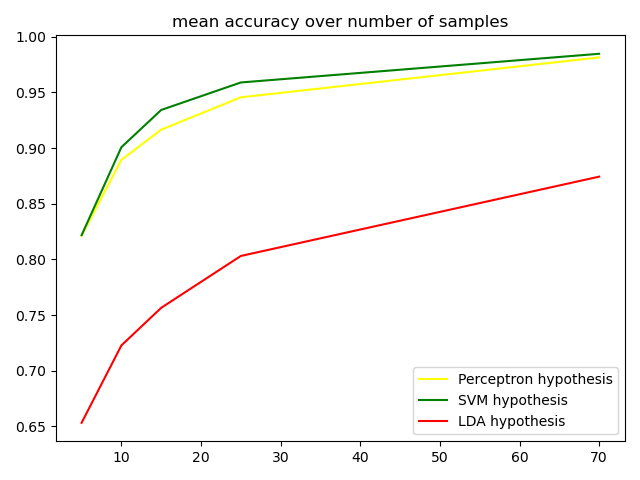 mean accuracy over number of samples
1.00
0.95
0.90
0.85
0.80
0.75
0.70
0.65
Perceptron hypothesis
SVM hypothesis
LDA hypothesis
10 20 30 40 50 60 70